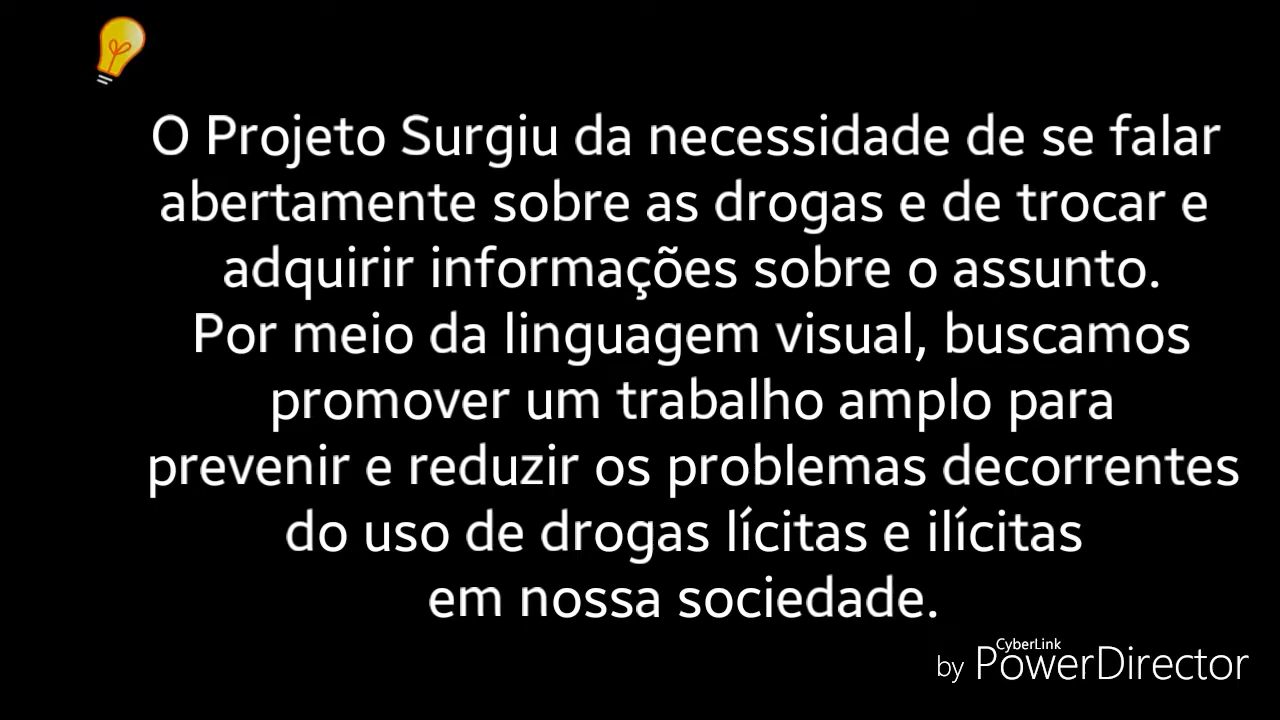 O Projeto Surgiu da necessidade de se falar
abertamente sobre as drogas e de trocar e
adquirir informações sobre o assunto.
Por meio da linguagem visual, buscamos
promover um trabalho amplo para
prevenir e reduzir os problemas decorrentes
do uso de drogas lícitas e ilícitas
em nossa sociedade.
CyberLink
by PowerDirector